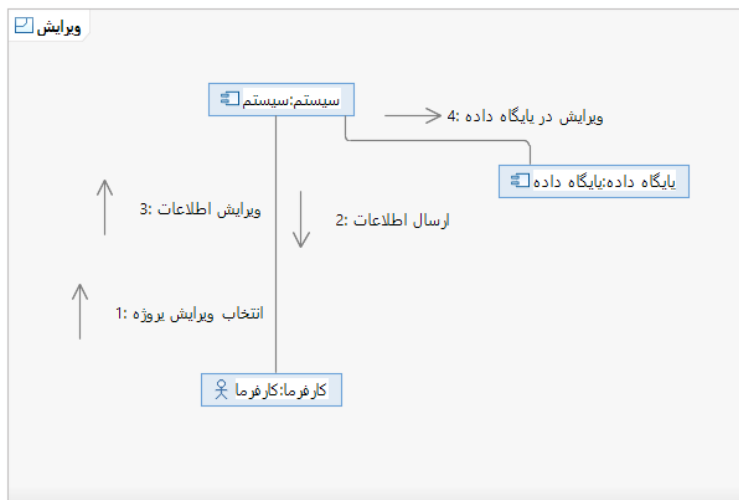 ویرایش
سیستم:سیستم
4: ویرایش در پایگاه داده
پایگاه داده:پایگاه داده
3: ویرایش اطلاعات
2: ارسال اطلاعات
1: انتخاب ویرایش پروژه
کارفرما:کارفرما